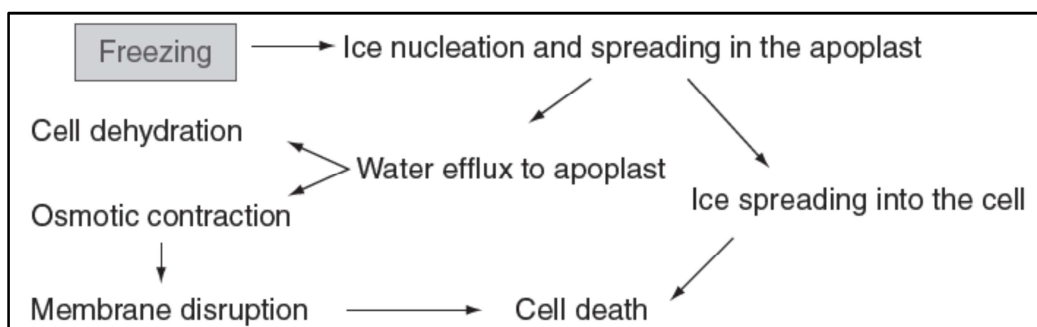 Freezing
Ice nucleation and spreading in the apoplast
Cell dehydration
Water efflux to apoplast
Ice spreading into the cell
Osmotic contraction
Membrane disruption
Cell death